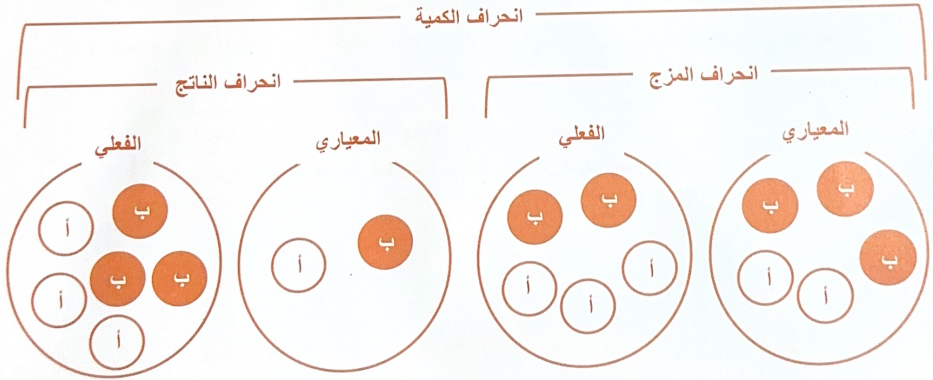 انحراف الكمية
انحراف المزج
انحراف الناتج
المعياري
الفعلي
المعياري
الفعلي
ب
ب
ب
أ
أ
ب
ب
أ
أ
أ
ب
أ
ب
أ
ب
ب
أ
أ